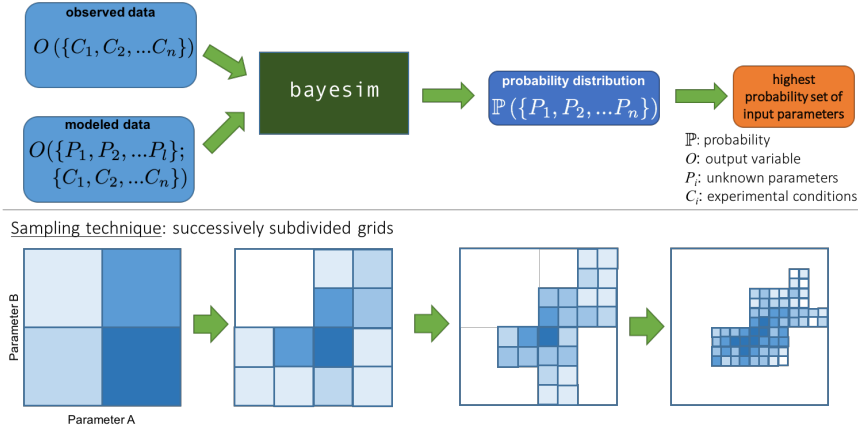 observed data
O ({C₁, C₂, ...Cₙ})
modeled data
O({P₁, P₂, ...Pₗ};
{C₁, C₂, ...Cₙ})
bayesim
probability distribution
ℙ ({P₁, P₂, ...Pₙ})
highest
probability set of
input parameters
ℙ: probability
O: output variable
Pᵢ: unknown parameters
Cᵢ: experimental conditions
Sampling technique: successively subdivided grids
Parameter B
Parameter A